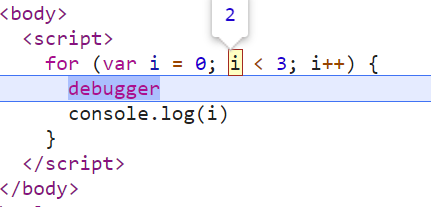 2
<body>
<script>
for (var i = 0; i < 3; i++) {
debugger
console.log(i)
}
</script>
</body>